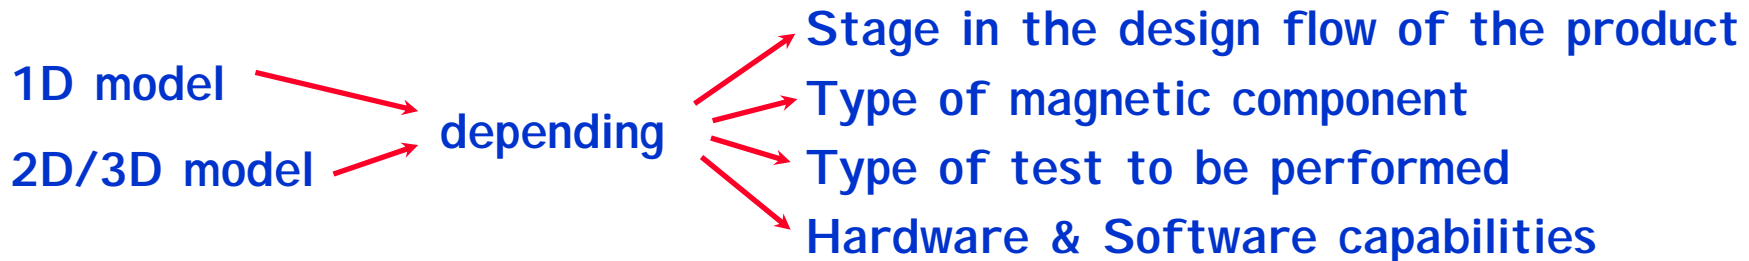 1D model
2D/3D model
depending
Stage in the design flow of the product
Type of magnetic component
Type of test to be performed
Hardware & Software capabilities